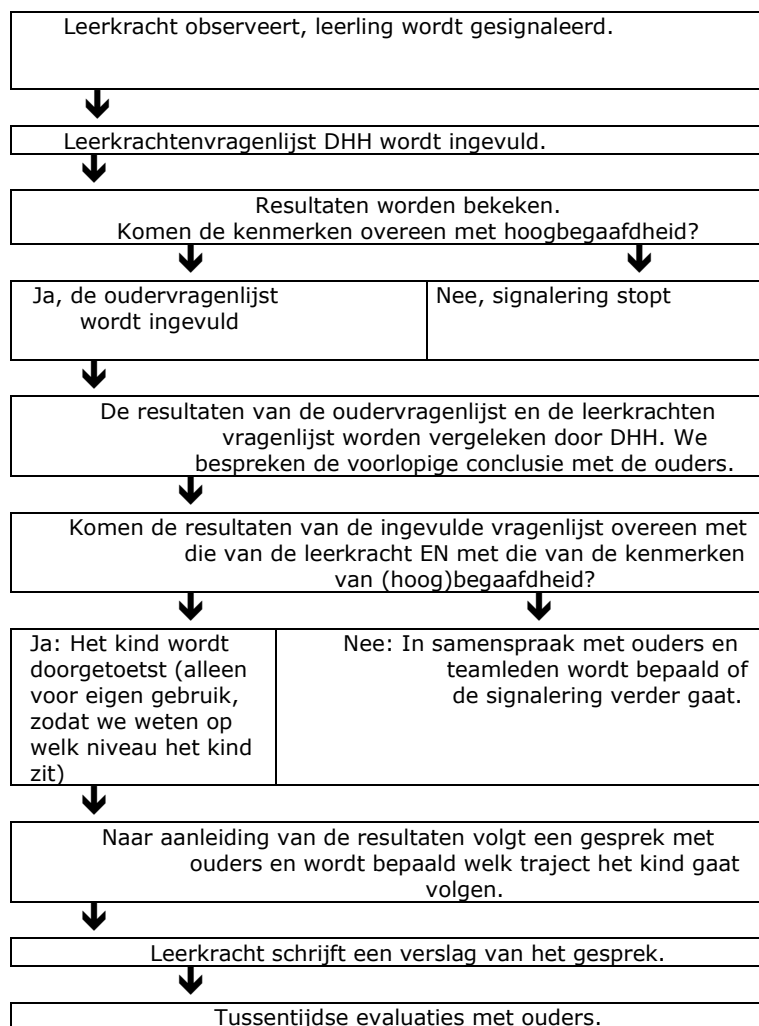 Leerkracht observeert, leerling wordt gesignaleerd.
Leerkrachtenvragenlijst DHH wordt ingevuld.
Resultaten worden bekeken.
Komen de kenmerken overeen met hoogbegaafdheid?
Ja, de oudervragenlijst
wordt ingevuld
Nee, signalering stopt
De resultaten van de oudervragenlijst en de leerkrachten
vragenlijst worden vergeleken door DHH. We
bespreken de voorlopige conclusie met de ouders.
Komen de resultaten van de ingevulde vragenlijst overeen met
die van de leerkracht EN met die van de kenmerken
van (hoog)begaafdheid?
Ja: Het kind wordt
doorgetoetst (alleen
voor eigen gebruik,
zodat we weten op
welk niveau het kind
zit)
Nee: In samenspraak met ouders en
teamleden wordt bepaald of
de signalering verder gaat.
Naar aanleiding van de resultaten volgt een gesprek met
ouders en wordt bepaald welk traject het kind gaat
volgen.
Leerkracht schrijft een verslag van het gesprek.
Tussentijdse evaluaties met ouders.